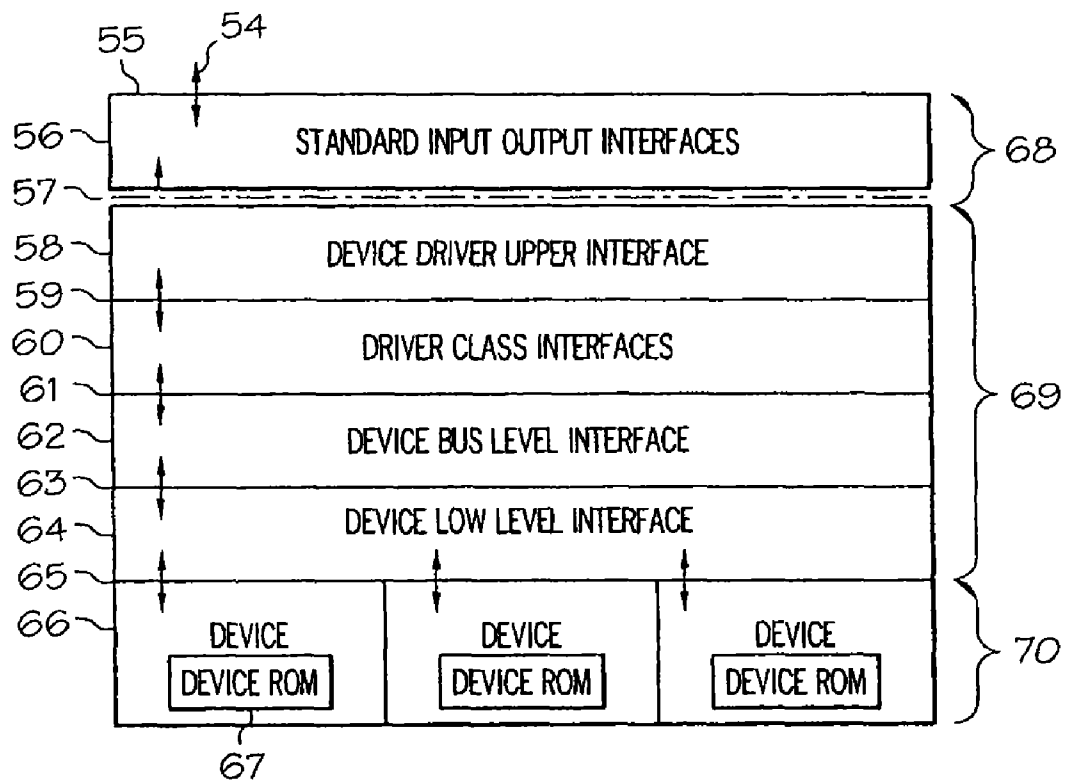 55
54
56
STANDARD INPUT OUTPUT INTERFACES
68
57
58
DEVICE DRIVER UPPER INTERFACE
59
60
DRIVER CLASS INTERFACES
61
69
62
DEVICE BUS LEVEL INTERFACE
63
64
DEVICE LOW LEVEL INTERFACE
65
66
DEVICE DEVICE DEVICE
70
DEVICE ROM DEVICE ROM DEVICE ROM
67